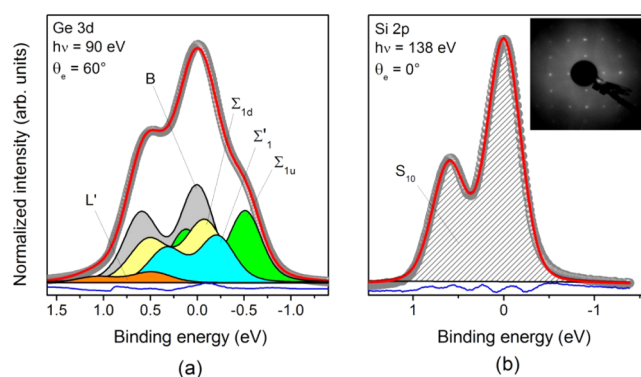 Ge 3d
hν = 90 eV
θe = 60°
B
Σ1d
Σ'1
Σ1u
L'
Normalized intensity (arb. units)
1.5 1.0 0.5 0.0 -0.5 -1.0
Binding energy (eV)
(a)
Si 2p
hν = 138 eV
θe = 0°
S10
1 0 -1
Binding energy (eV)
(b)